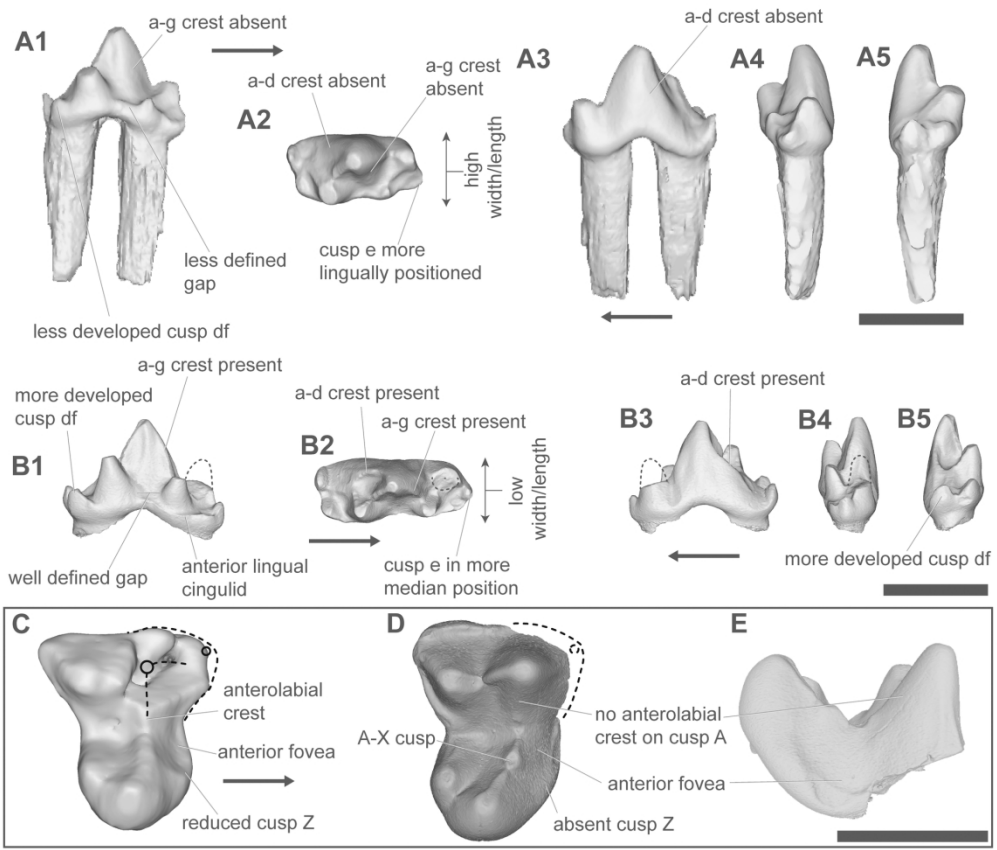 A1
a-g crest absent
A2
a-d crest absent
a-g crest
absent
high
width/length
cusp e more
lingually positioned
less defined
gap
less developed cusp df
A3
a-d crest absent
A4
A5
B1
more developed
cusp df
a-g crest present
well defined gap
anterior lingual
cingulid
B2
a-d crest present
a-g crest present
low
width/length
cusp e in more
median position
B3
a-d crest present
B4
B5
more developed cusp df
C
anterolabial
crest
anterior fovea
reduced cusp Z
D
A-X cusp
no anterolabial
crest on cusp A
anterior fovea
absent cusp Z
E